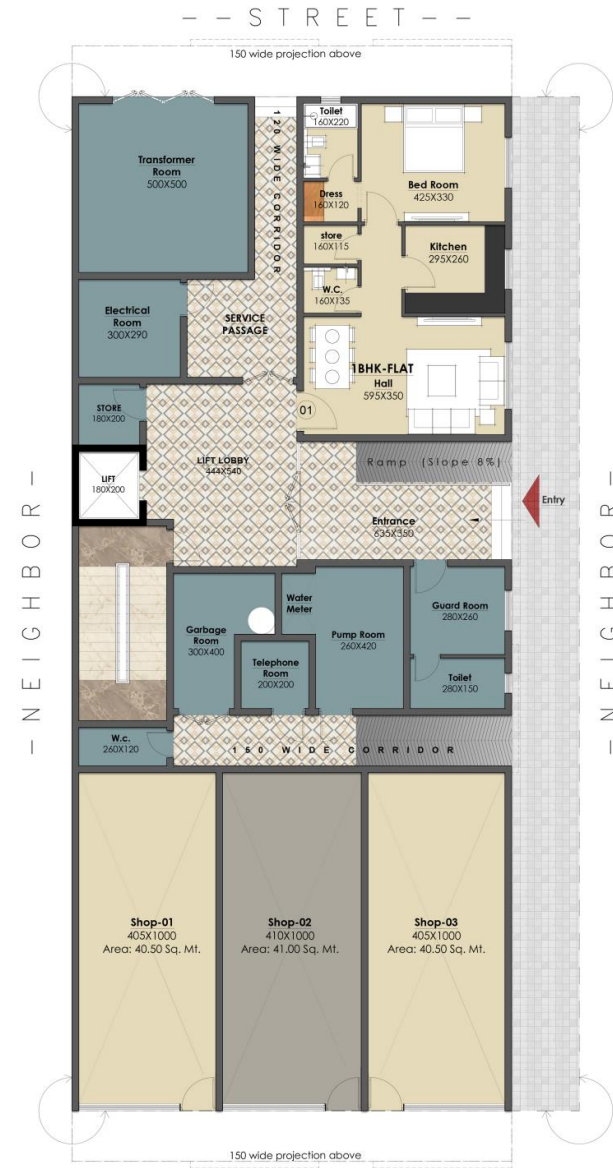 – – STREET – –
150 wide projection above
Transformer
Room
500X500
120 WIDE CORRIDOR
Toilet
160X220
Bed Room
425X330
Dress
160X120
store
160X115
Kitchen
295X260
W.C.
160X135
Electrical
Room
300X290
SERVICE
PASSAGE
1BHK-FLAT
Hall
595X350
01
STORE
180X200
LIFT LOBBY
444X540
LIFT
180X200
Ramp (Slope 8%)
Entry
Entrance
635X350
– NEIGHBOR –
– NEIGHBOR –
Garbage
Room
300X400
Water
Meter
Pump Room
260X420
Guard Room
280X260
Telephone
Room
200X200
Toilet
280X150
W.c.
260X120
150 WIDE CORRIDOR
Shop-01
405X1000
Area: 40.50 Sq. Mt.
Shop-02
410X1000
Area: 41.00 Sq. Mt.
Shop-03
405X1000
Area: 40.50 Sq. Mt.
150 wide projection above